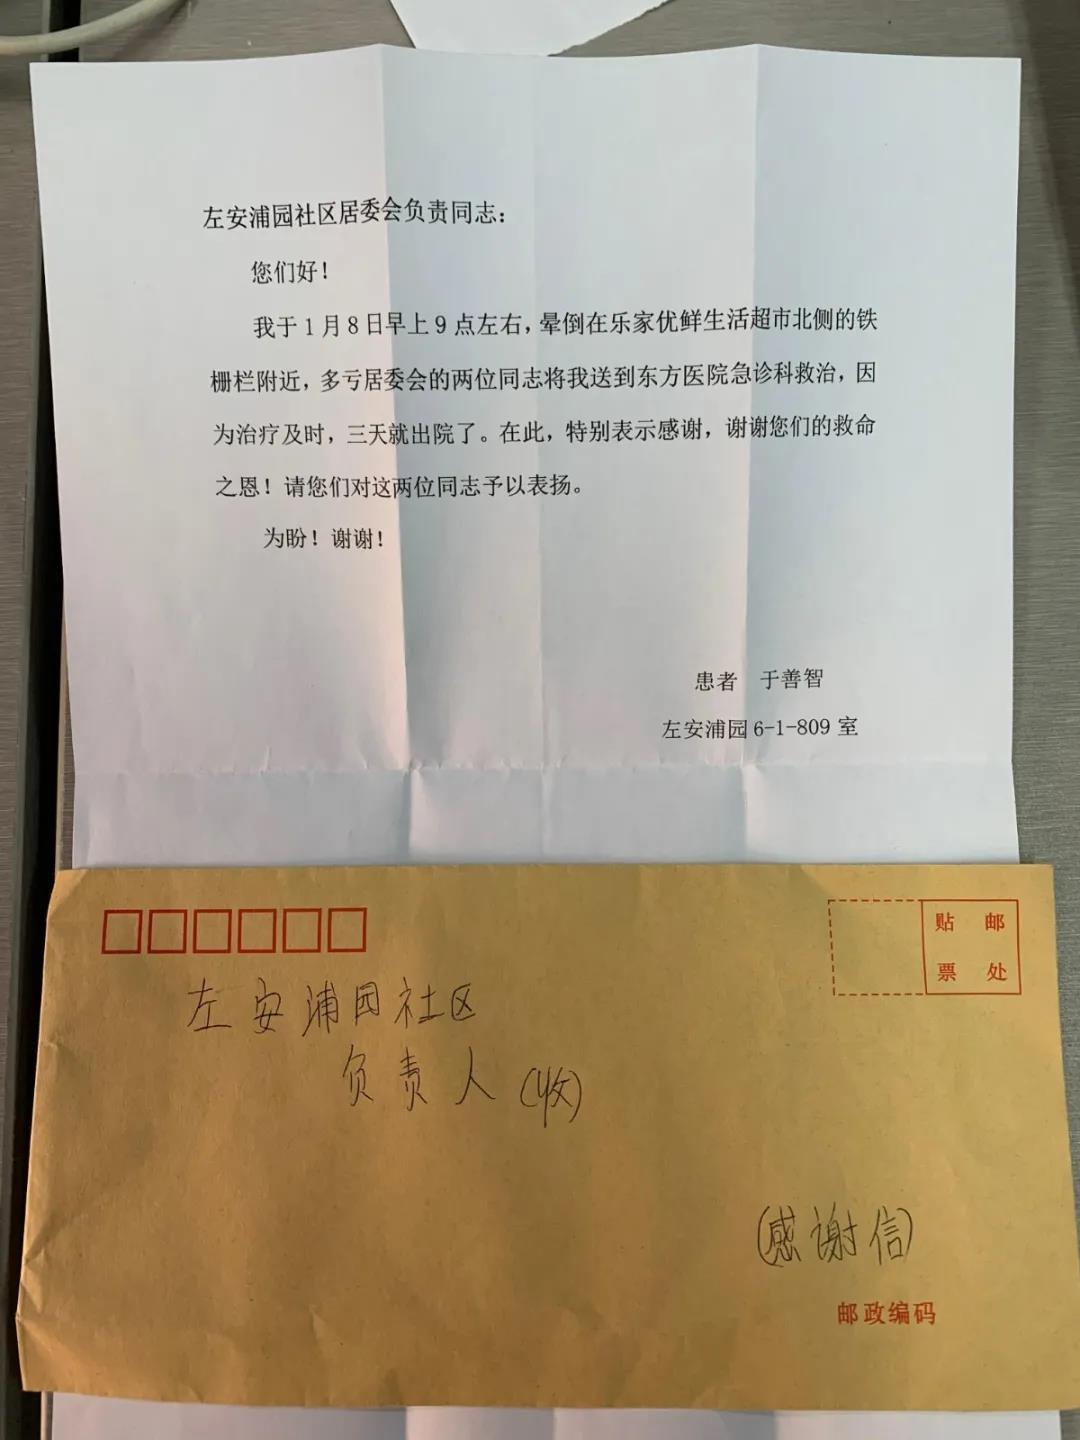 左安浦园社区居委会负责同志：
您们好！
我于1月8日早上9点左右，晕倒在乐家优鲜生活超市北侧的铁
栅栏附近，多亏居委会的两位同志将我送到东方医院急诊科救治，因
为治疗及时，三天就出院了。在此，特别表示感谢，谢谢您们的救命
之恩！请您们对这两位同志予以表扬。
为盼！谢谢！
患者 于善智
左安浦园6-1-809室
贴 邮
票 处
左安浦园社区
负责人（收）
（感谢信）
邮政编码